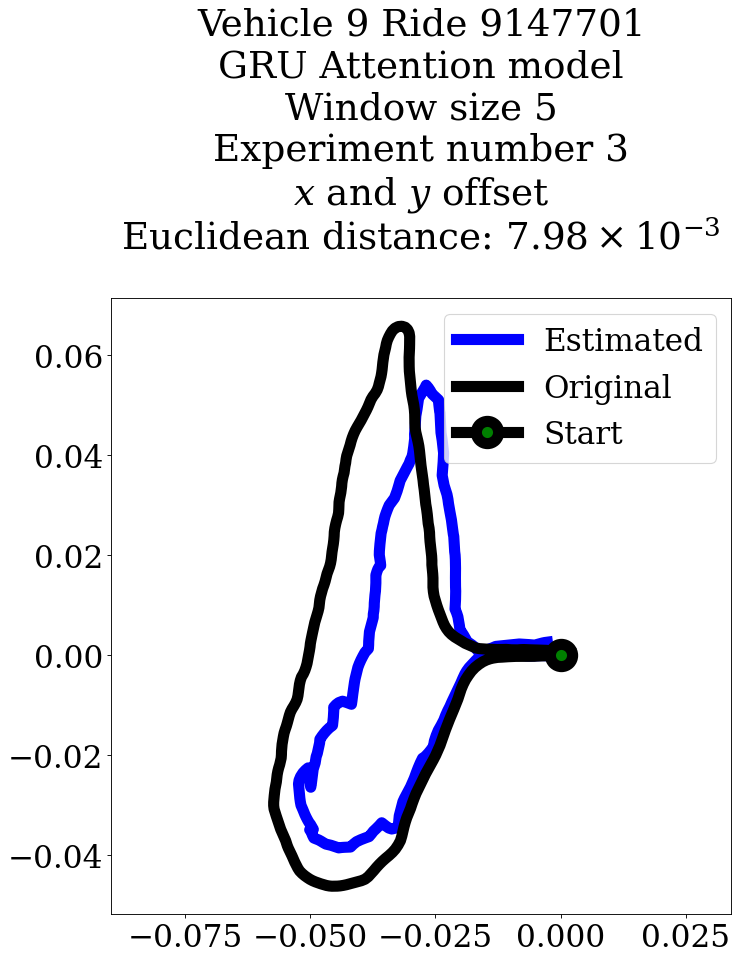 Vehicle 9 Ride 9147701
GRU Attention model
Window size 5
Experiment number 3
x and y offset
Euclidean distance: 7.98 × 10⁻³
Estimated
Original
Start
0.06
0.04
0.02
0.00
−0.02
−0.04
−0.075 −0.050 −0.025 0.000 0.025